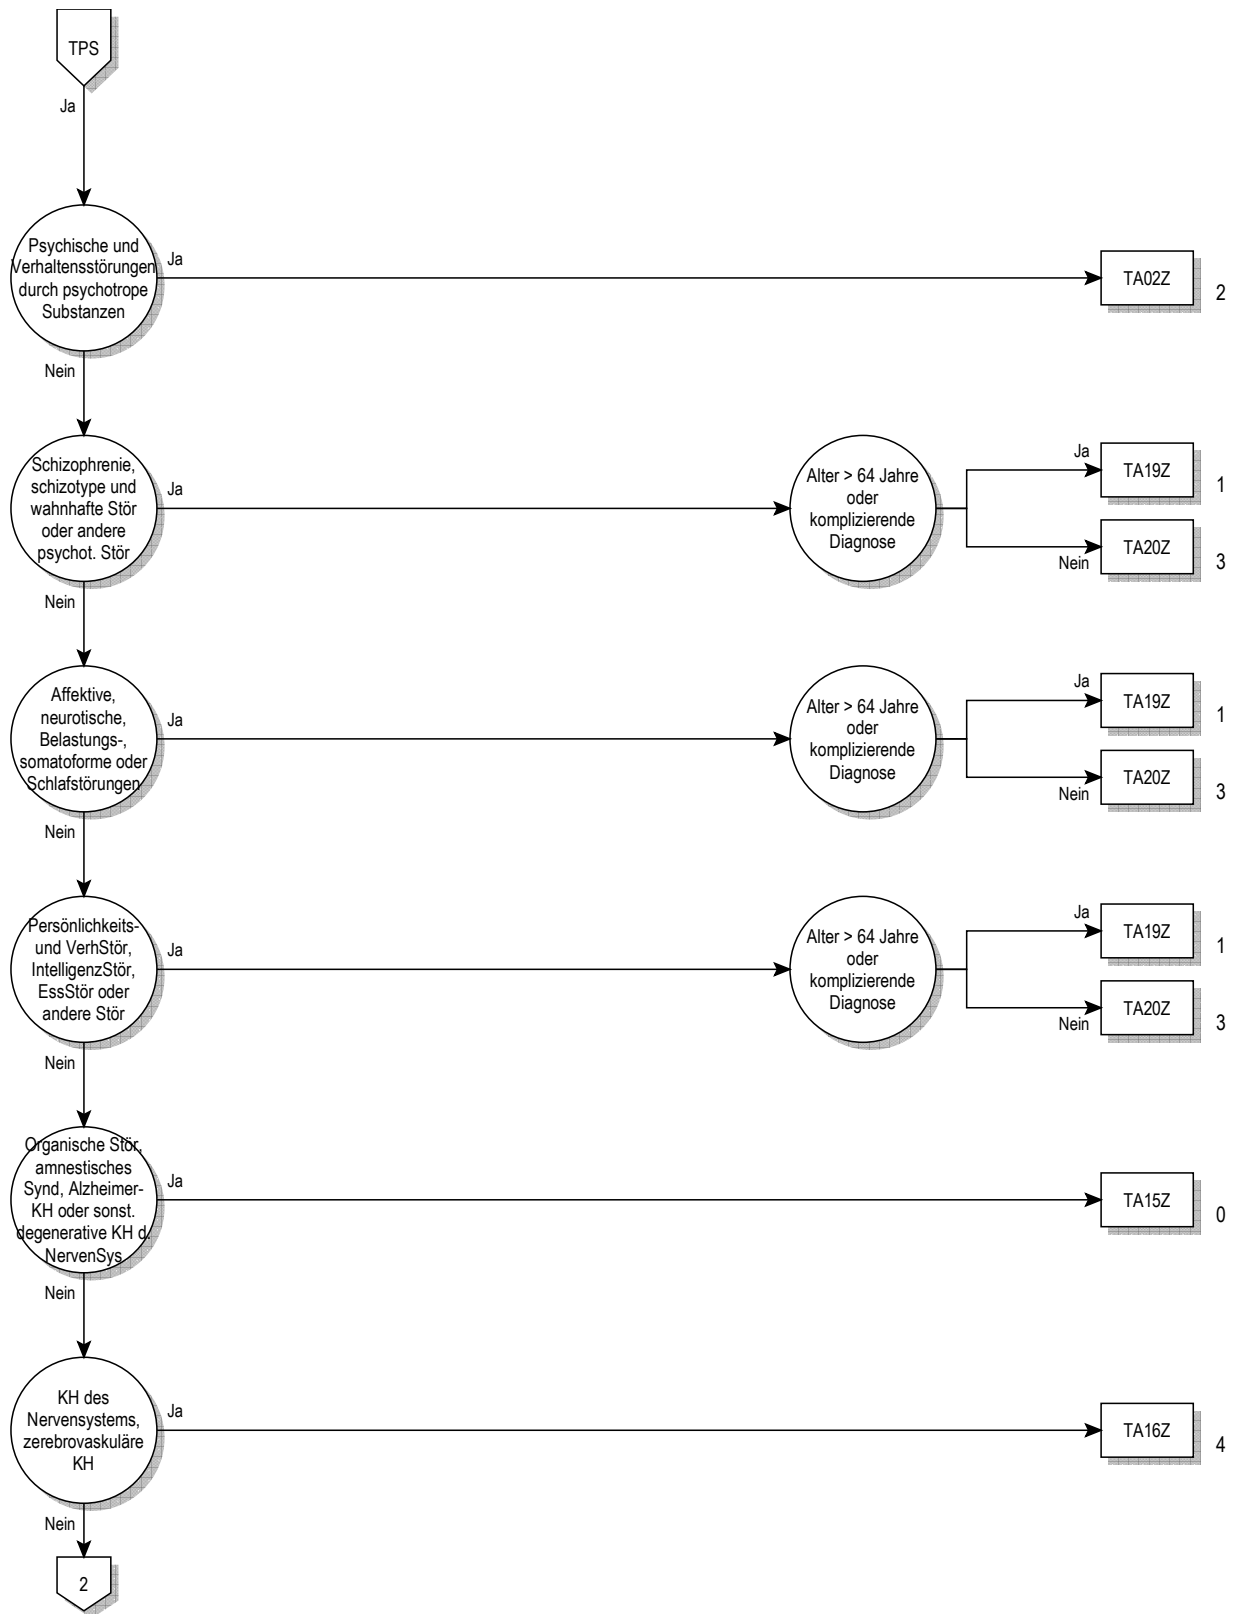 TPS
Ja
Psychische und
Verhaltensstörungen
durch psychotrope
Substanzen
Ja
TA02Z
2
Nein
Schizophrenie,
schizotype und
wahnhafte Stör
oder andere
psychot. Stör
Ja
Alter > 64 Jahre
oder
komplizierende
Diagnose
Ja
TA19Z
1
Nein
TA20Z
3
Nein
Affektive,
neurotische,
Belastungs-,
somatoforme oder
Schlafstörungen
Ja
Alter > 64 Jahre
oder
komplizierende
Diagnose
Ja
TA19Z
1
Nein
TA20Z
3
Nein
Persönlichkeits-
und VerhStör,
IntelligenzStör,
EssStör oder
andere Stör
Ja
Alter > 64 Jahre
oder
komplizierende
Diagnose
Ja
TA19Z
1
Nein
TA20Z
3
Nein
Organische Stör,
amnestisches
Synd, Alzheimer-
KH oder sonst.
degenerative KH d.
NervenSys
Ja
TA15Z
0
Nein
KH des
Nervensystems,
zerebrovaskuläre
KH
Ja
TA16Z
4
Nein
2